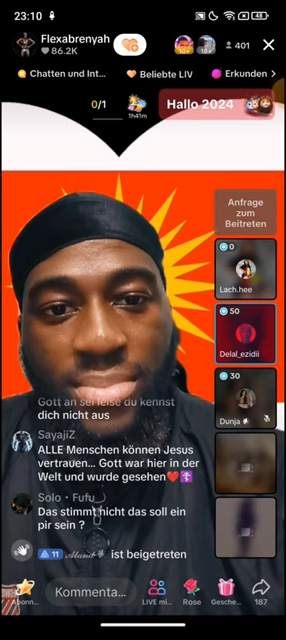 23:10
48
Flexabrenyah
86.2K
10+
10+
401
Chatten und Int...
Beliebte LIV
Erkunden
0/1
1h41m
Hallo 2024
Anfrage
zum
Beitreten
0
Lach.hee
50
Delal_ezidii
30
Dunja
Gott an sei leise du kennst
dich nicht aus
SayajiZ
ALLE Menschen können Jesus
vertrauen... Gott war hier in der
Welt und wurde gesehen❤️✝️
Solo • Fufu
Das stimmt nicht das soll ein
pir sein ?
11
ist beigetreten
Abonn...
Kommenta...
LIVE mi...
Rose
Gesche...
187